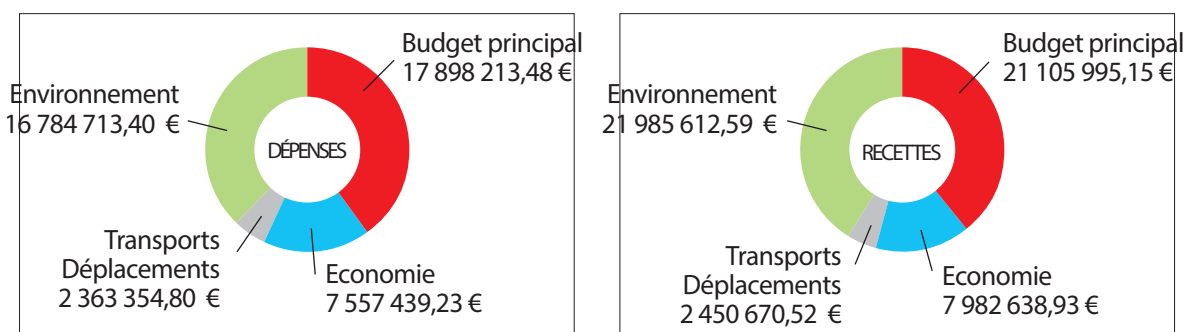 Budget principal
17 898 213,48 €
Environnement
16 784 713,40 €
DÉPENSES
Transports
Déplacements
2 363 354,80 €
Economie
7 557 439,23 €
Budget principal
21 105 995,15 €
Environnement
21 985 612,59 €
RECETTES
Transports
Déplacements
2 450 670,52 €
Economie
7 982 638,93 €